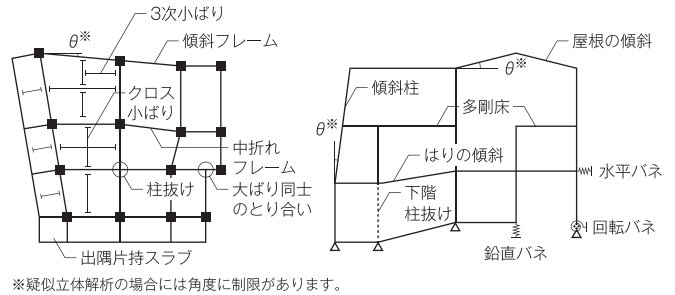 3次小ばり
θ※
傾斜フレーム
クロス
小ばり
中折れ
フレーム
柱抜け
大ばり同士
のとり合い
出隅片持スラブ
屋根の傾斜
θ※
傾斜柱
多剛床
θ※
はりの傾斜
水平バネ
下階
柱抜け
回転バネ
鉛直バネ
※疑似立体解析の場合には角度に制限があります。